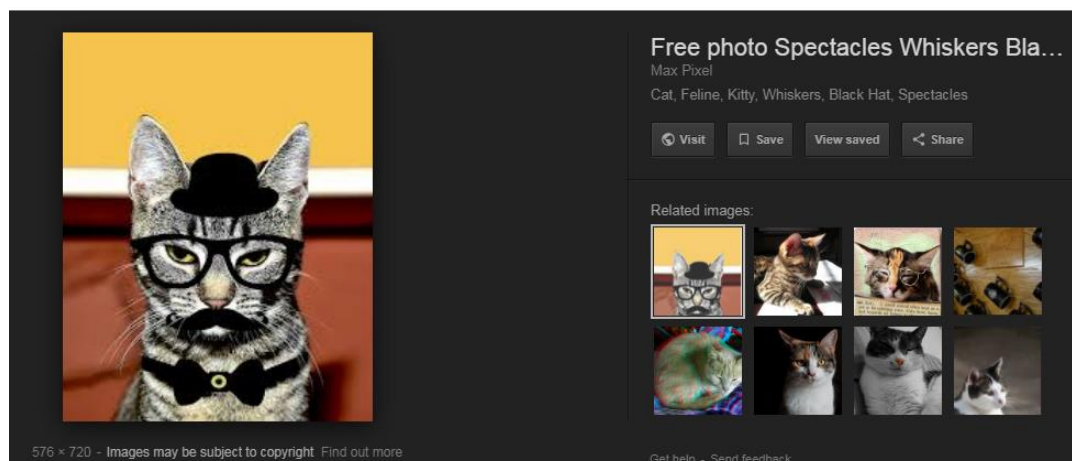 Free photo Spectacles Whiskers Bla...
Max Pixel
Cat, Feline, Kitty, Whiskers, Black Hat, Spectacles
Visit
Save
View saved
Share
Related images:
576 × 720 - Images may be subject to copyright Find out more
Get help - Send feedback